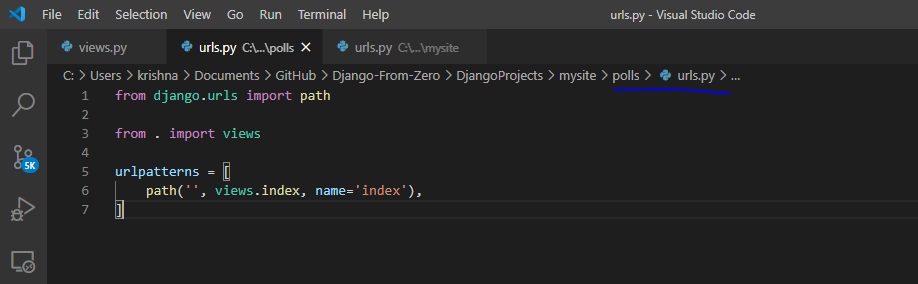 File Edit Selection View Go Run Terminal Help urls.py - Visual Studio Code
views.py urls.py C:\...\polls urls.py C:\...\mysite
C: > Users > krishna > Documents > GitHub > Django-From-Zero > DjangoProjects > mysite > polls > urls.py > ...
1 from django.urls import path
2
3 from . import views
4
5 urlpatterns = [
6 path('', views.index, name='index'),
7 ]
5K